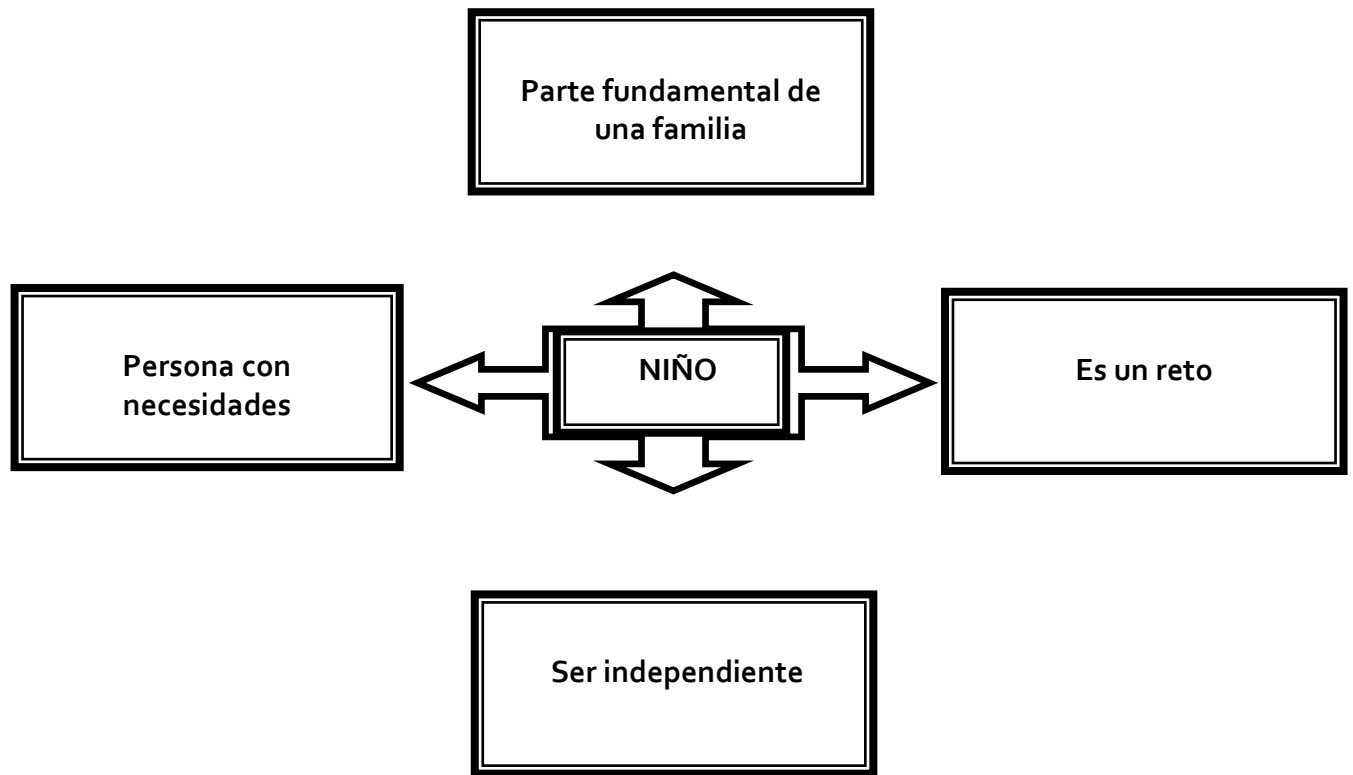 Parte fundamental de
una familia
Persona con
necesidades
NIÑO
Es un reto
Ser independiente